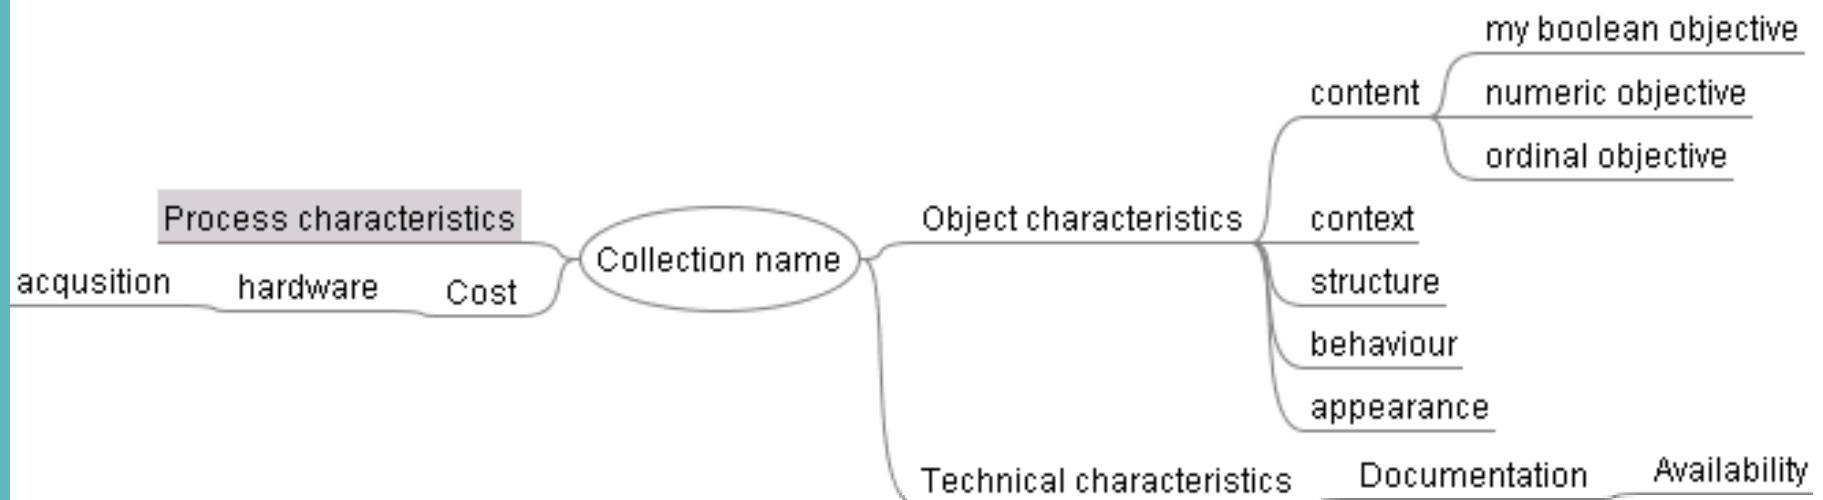 my boolean objective
content
numeric objective
ordinal objective
Process characteristics
Object characteristics
context
Collection name
acqusition
hardware
Cost
structure
behaviour
appearance
Technical characteristics
Documentation
Availability